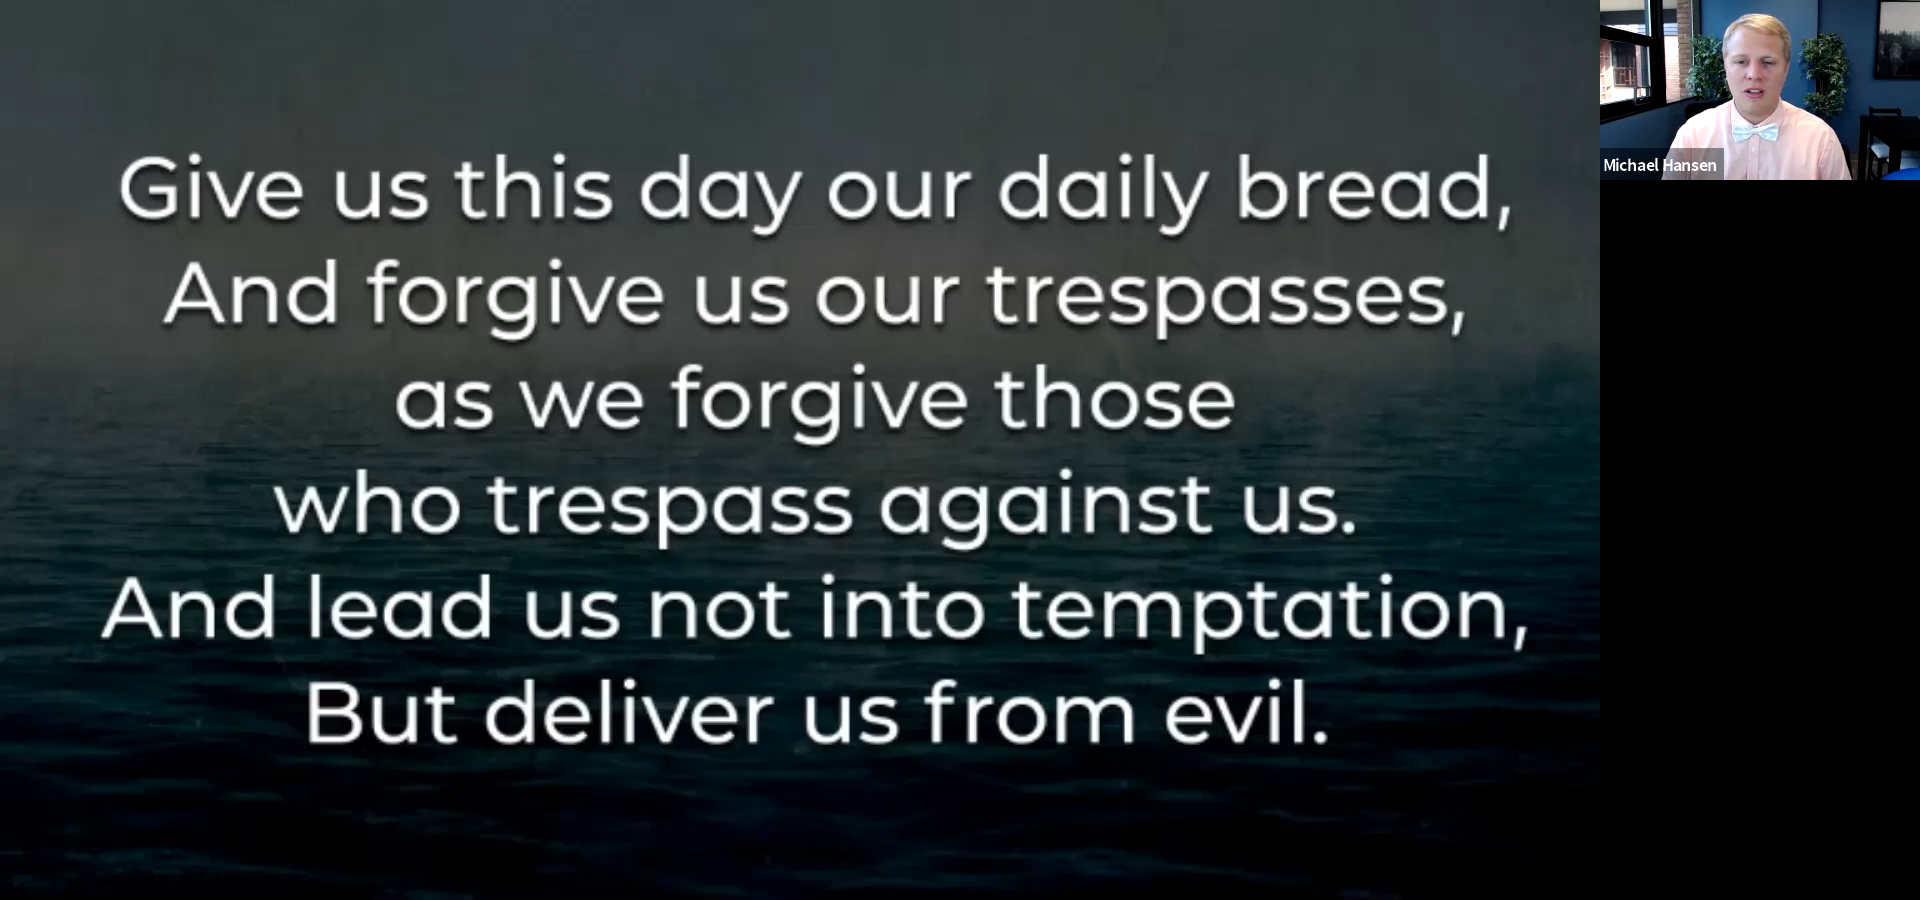 Give us this day our daily bread,
And forgive us our trespasses,
as we forgive those
who trespass against us.
And lead us not into temptation,
But deliver us from evil.
Michael Hansen